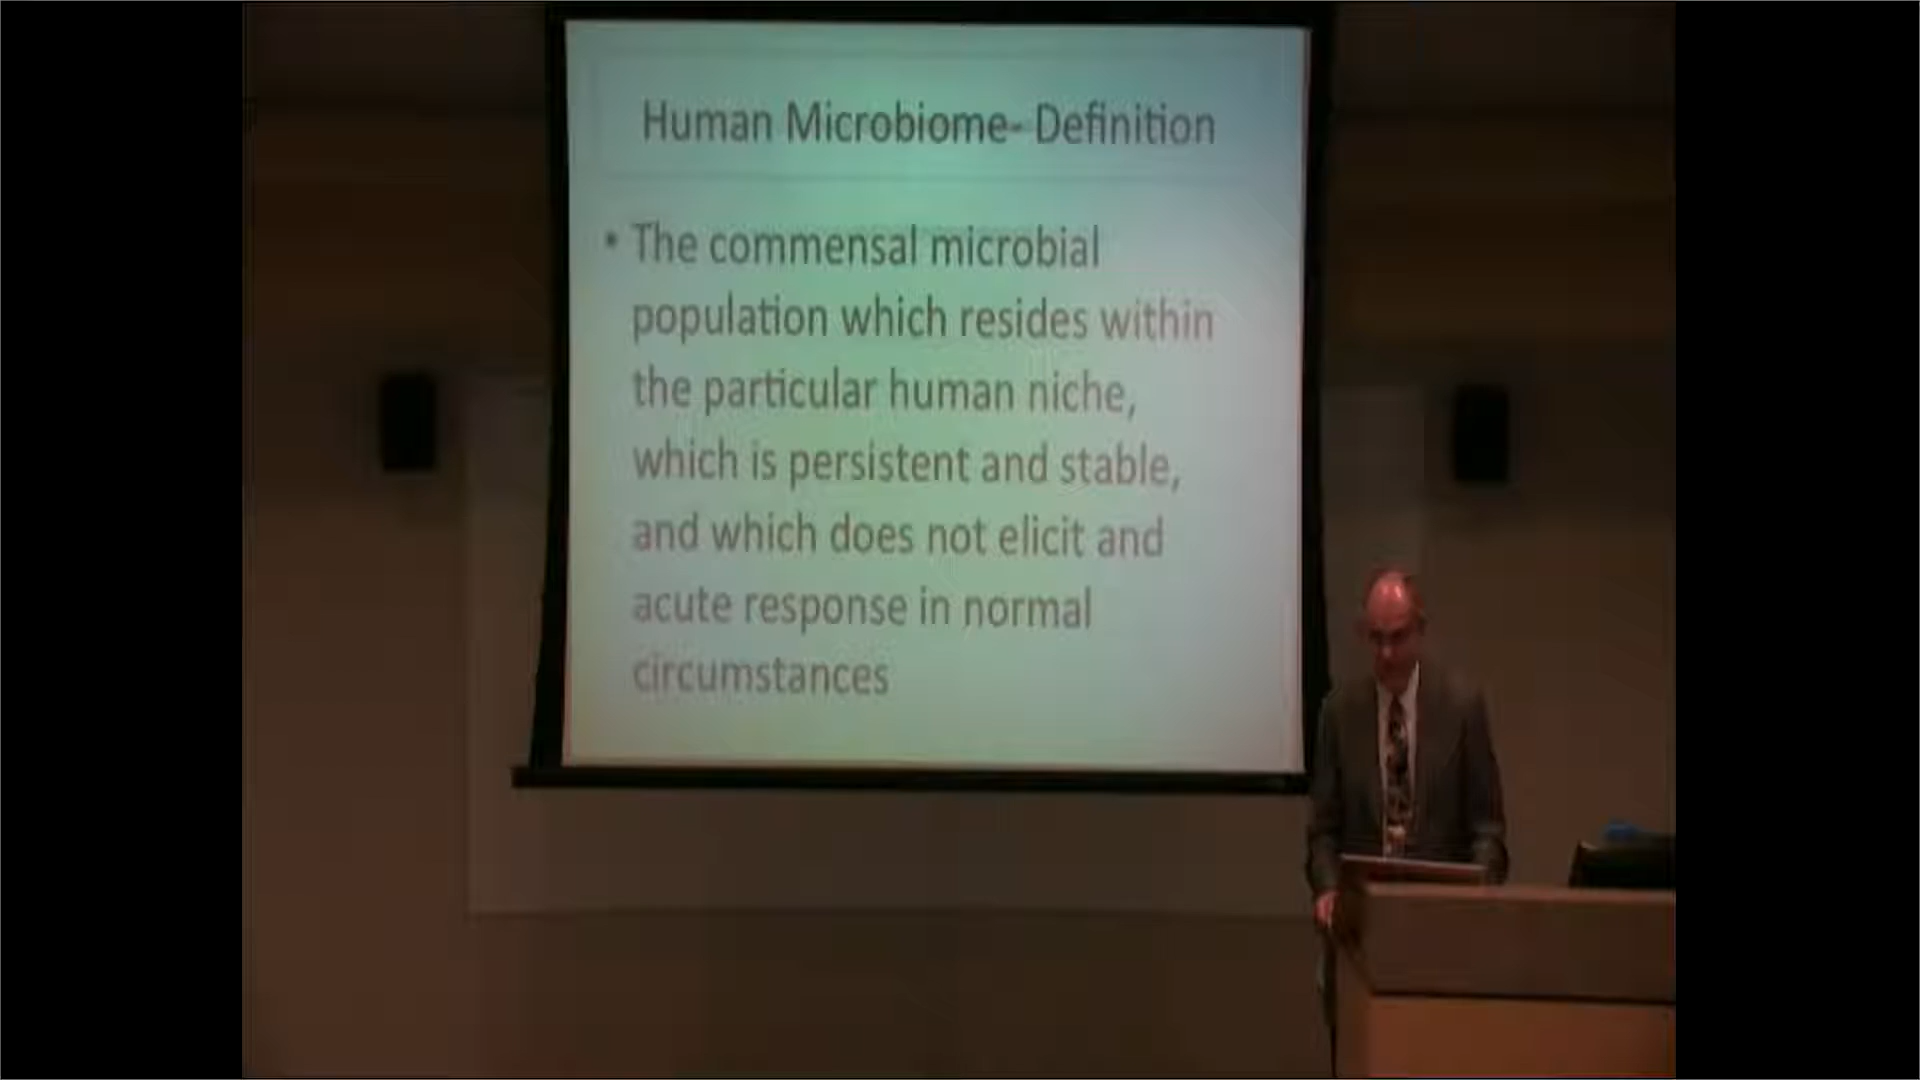 Human Microbiome- Definition
• The commensal microbial
population which resides within
the particular human niche,
which is persistent and stable,
and which does not elicit and
acute response in normal
circumstances